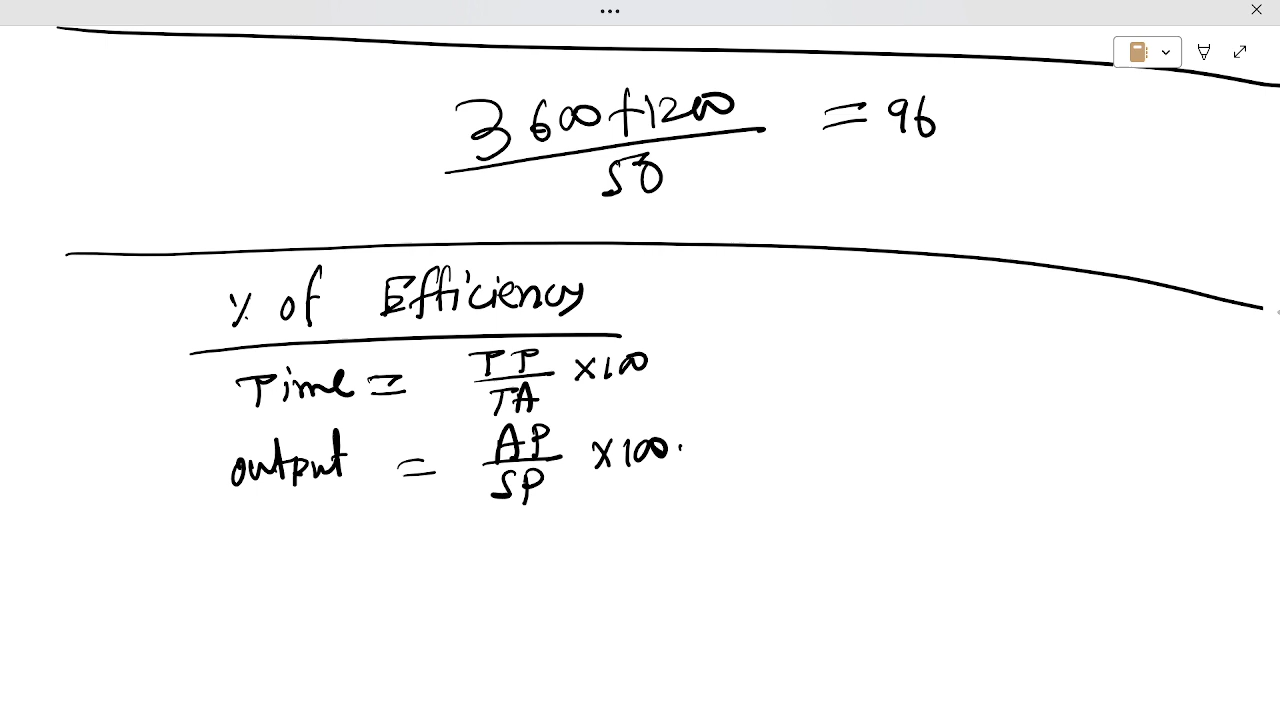 3600+1200 = 96
50
% of Efficiency
Time = TP/TA ×100
output = AP/SP ×100.